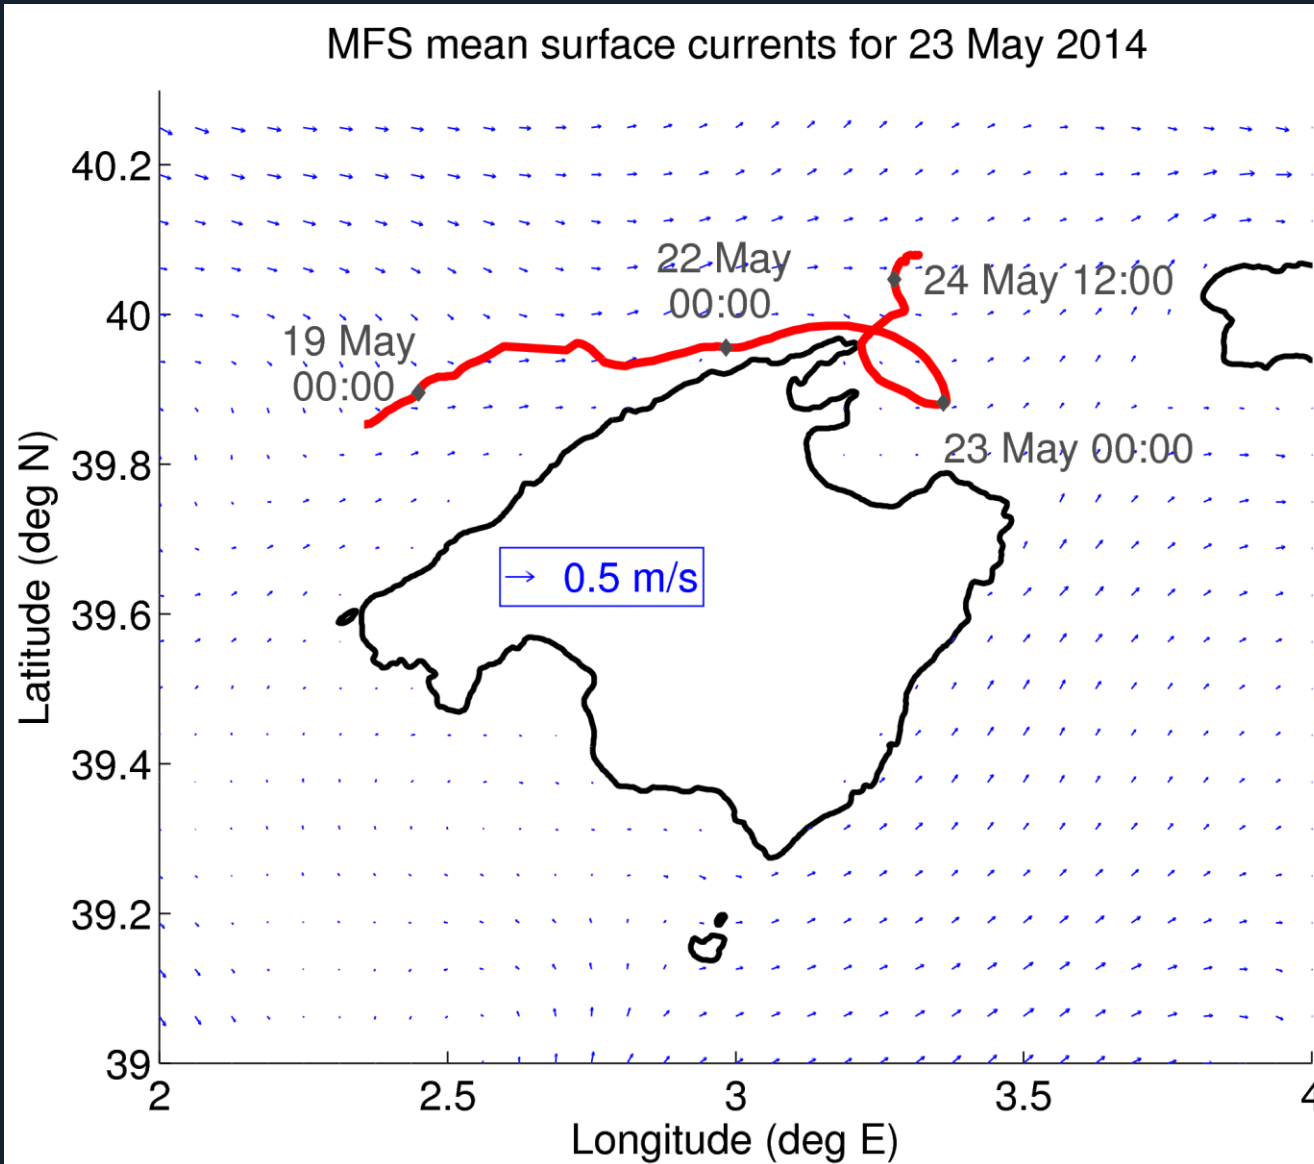 MFS mean surface currents for 23 May 2014
40.2
40
39.8
39.6
39.4
39.2
39
Latitude (deg N)
19 May
00:00
22 May
00:00
24 May 12:00
23 May 00:00
0.5 m/s
2
2.5
3
3.5
4
Longitude (deg E)